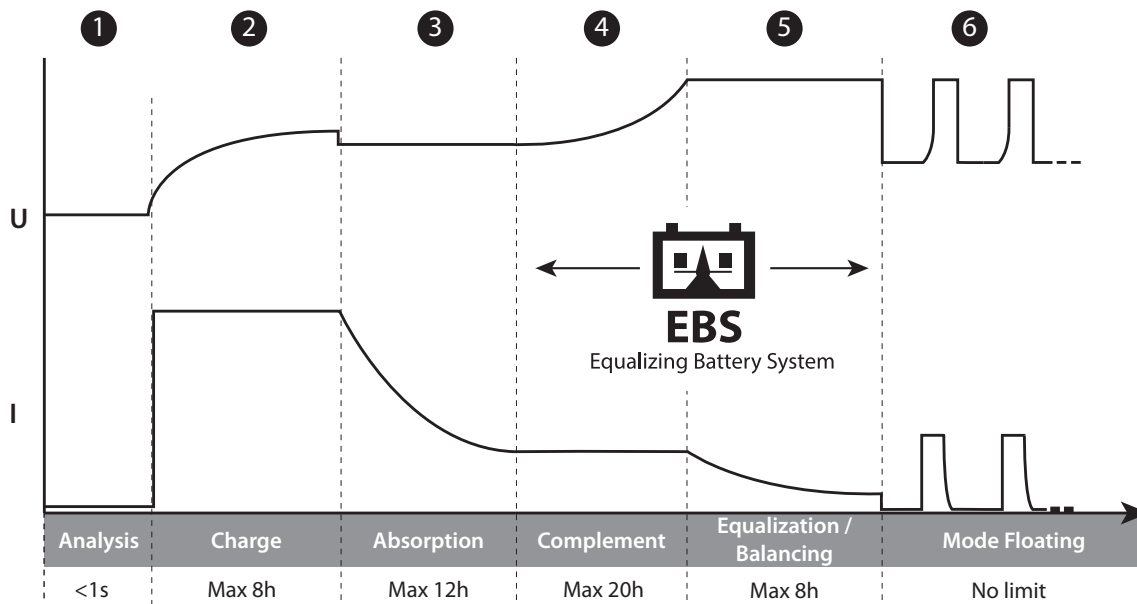 1 2 3 4 5 6
U
EBS
Equalizing Battery System
I
Analysis Charge Absorption Complement Equalization / Balancing Mode Floating
<1s Max 8h Max 12h Max 20h Max 8h No limit